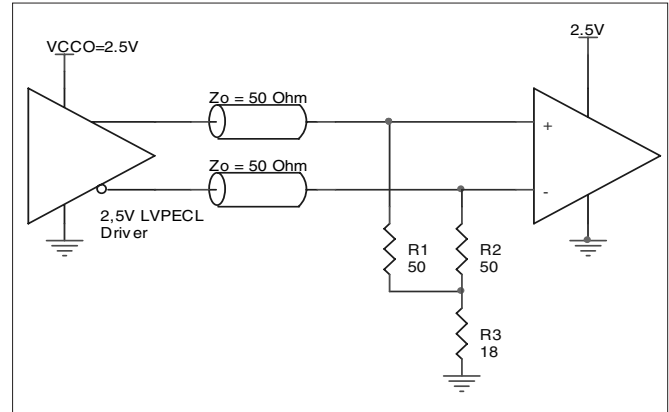 VCCO=2.5V
2.5V
Zo = 50 Ohm
+
Zo = 50 Ohm
-
2,5V LVPECL
Driver
R1
50
R2
50
R3
18